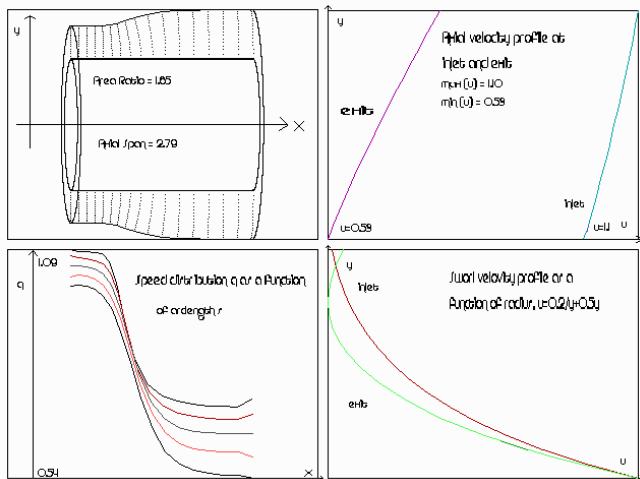 y
Area Ratio = 1.65
X
Axial Span = 2.79
y
Axial velocity profile at
inlet and exit
max(u) = 1.10
min(u) = 0.59
exit
inlet
u=0.59
u=1.1
u
1.09
q
Speed distribution q as a function
of arclength s
0.54
x
y
inlet
Swirl velocity profile as a
function of radius, v=0.2/y+0.5y
exit
u